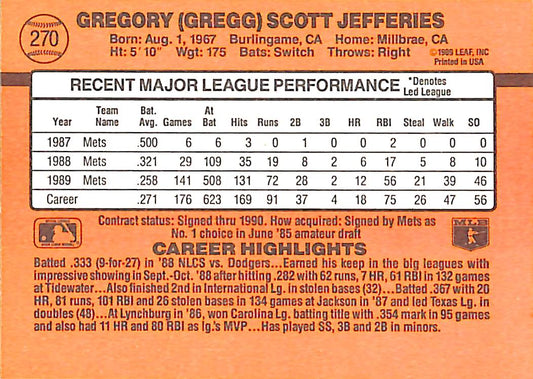 270
GREGORY (GREGG) SCOTT JEFFERIES
Born: Aug. 1, 1967 Burlingame, CA Home: Millbrae, CA
Ht: 5' 10" Wgt: 175 Bats: Switch Throws: Right
©1989 LEAF, INC
Printed in USA
RECENT MAJOR LEAGUE PERFORMANCE *Denotes Led League
Year Team Name Bat. Avg. Games At Bat Hits Runs 2B 3B HR RBI Steal Walk SO
1987 Mets .500 6 6 3 0 1 0 0 2 0 0 0
1988 Mets .321 29 109 35 19 8 2 6 17 5 8 10
1989 Mets .258 141 508 131 72 28 2 12 56 21 39 46
Career .271 176 623 169 91 37 4 18 75 26 47 56
Contract status: Signed thru 1990. How acquired: Signed by Mets as
No. 1 choice in June '85 amateur draft
MLB
CAREER HIGHLIGHTS
Batted .333 (9-for-27) in '88 NLCS vs. Dodgers...Earned his keep in the big leagues with
impressive showing in Sept.-Oct. '88 after hitting .282 with 62 runs, 7 HR, 61 RBI in 132 games
at Tidewater...Also finished 2nd in International Lg. in stolen bases (32)...Batted .367 with 20
HR, 81 runs, 101 RBI and 26 stolen bases in 134 games at Jackson in '87 and led Texas Lg. in
doubles (48)...At Lynchburg in '86, won Carolina Lg. batting title with .354 mark in 95 games
and also had 11 HR and 80 RBI as lg.'s MVP...Has played SS, 3B and 2B in minors.